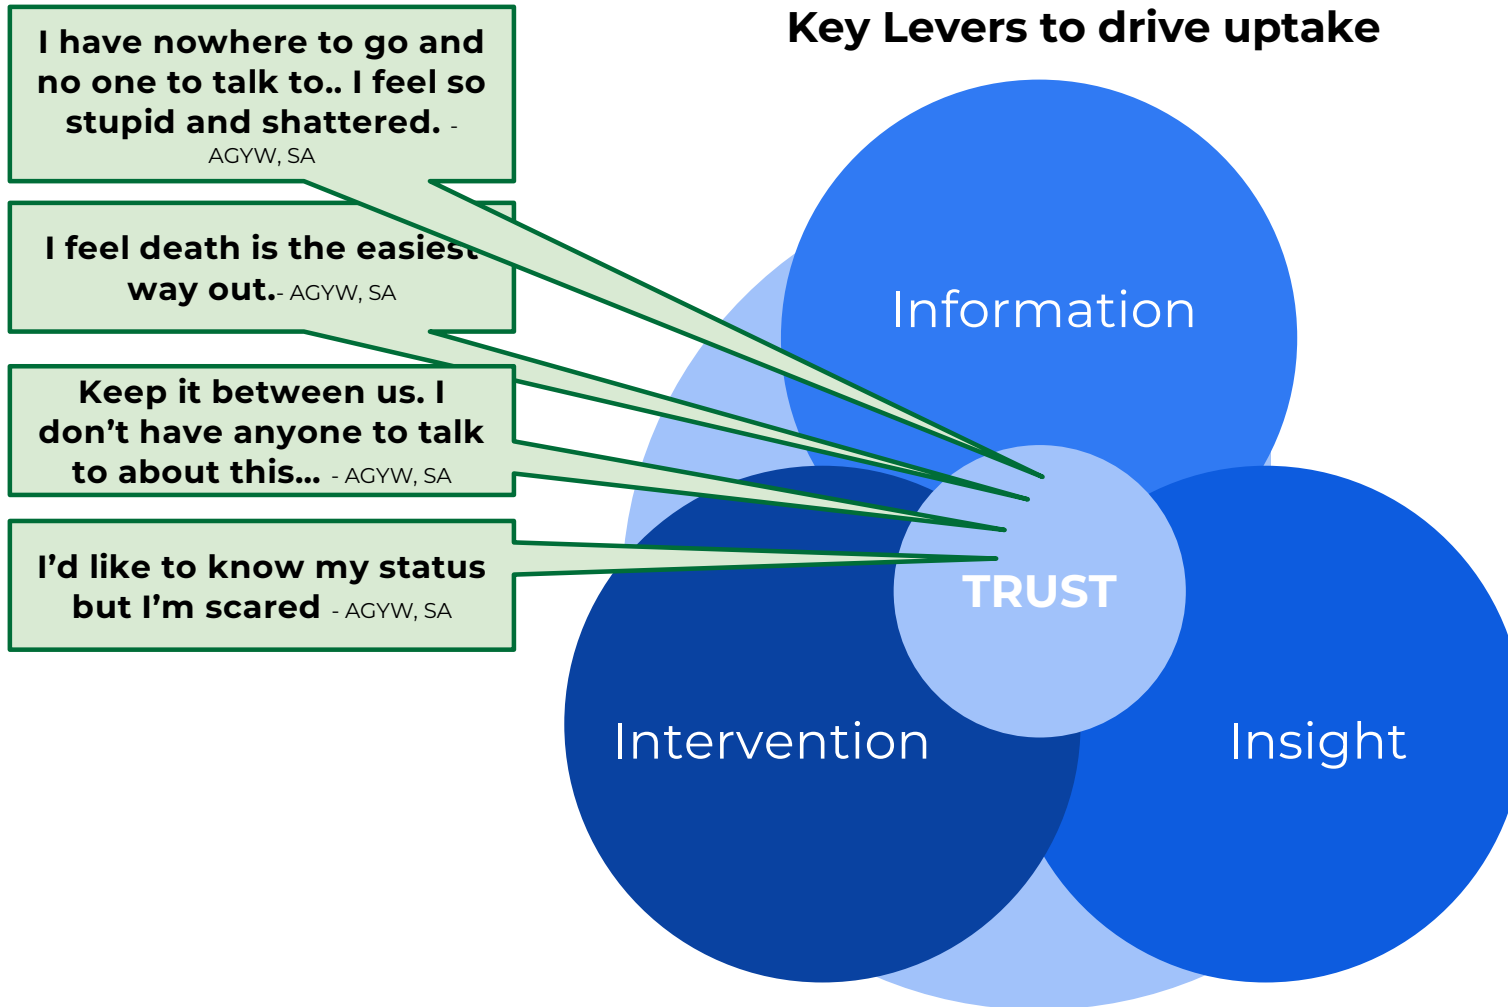 Key Levers to drive uptake
I have nowhere to go and
no one to talk to.. I feel so
stupid and shattered. -
AGYW, SA
I feel death is the easiest
way out.- AGYW, SA
Keep it between us. I
don’t have anyone to talk
to about this... - AGYW, SA
I’d like to know my status
but I’m scared - AGYW, SA
Information
TRUST
Intervention
Insight